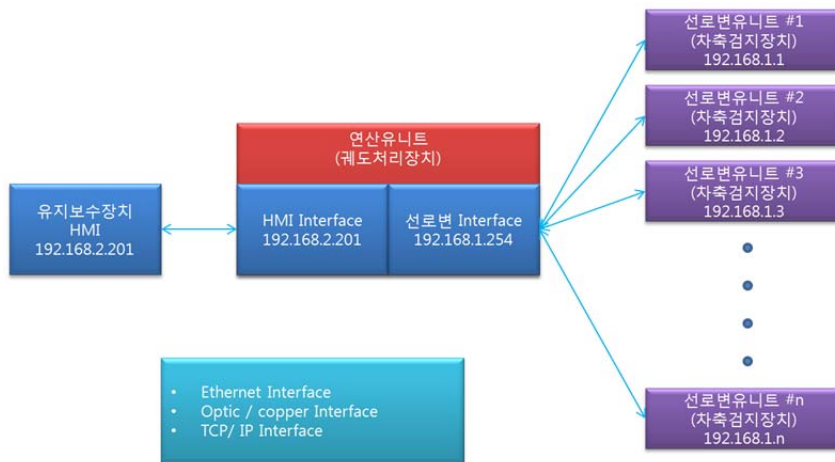 유지보수장치
HMI
192.168.2.201
연산유니트
(궤도처리장치)
HMI Interface
192.168.2.201
선로변 Interface
192.168.1.254
선로변유니트 #1
(차축검지장치)
192.168.1.1
선로변유니트 #2
(차축검지장치)
192.168.1.2
선로변유니트 #3
(차축검지장치)
192.168.1.3
선로변유니트 #n
(차축검지장치)
192.168.1.n
• Ethernet Interface
• Optic / copper Interface
• TCP/ IP Interface